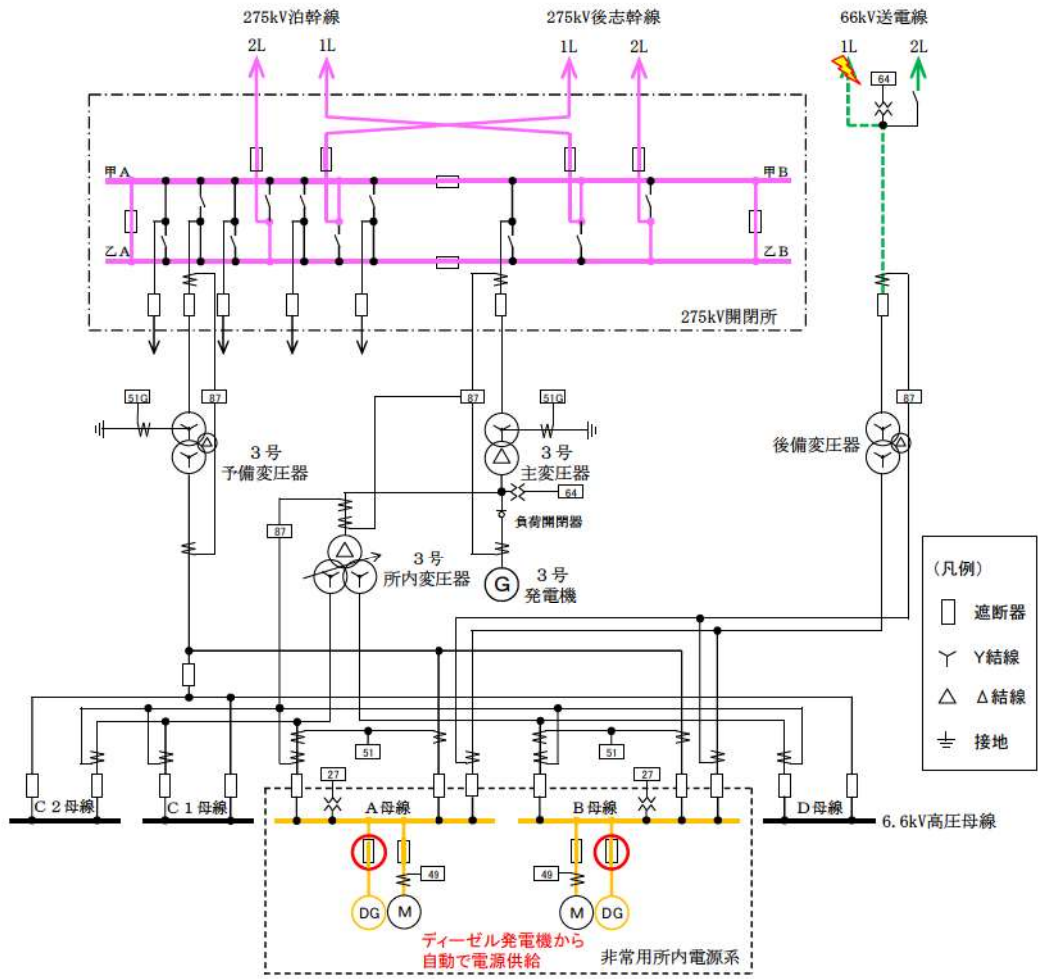 275kV泊幹線
275kV後志幹線
66kV送電線
2L
1L
1L
2L
1L
2L
64
甲A
甲B
乙A
乙B
275kV開閉所
51G
87
87
51G
87
3号
予備変圧器
3号
主変圧器
後備変圧器
64
負荷開閉器
87
3号
所内変圧器
G
3号
発電機
(凡例)
遮断器
Y結線
Δ結線
接地
51
51
27
27
C2母線
C1母線
A母線
B母線
D母線
6.6kV高圧母線
49
49
DG
M
M
DG
ディーゼル発電機から
自動で電源供給
非常用所内電源系